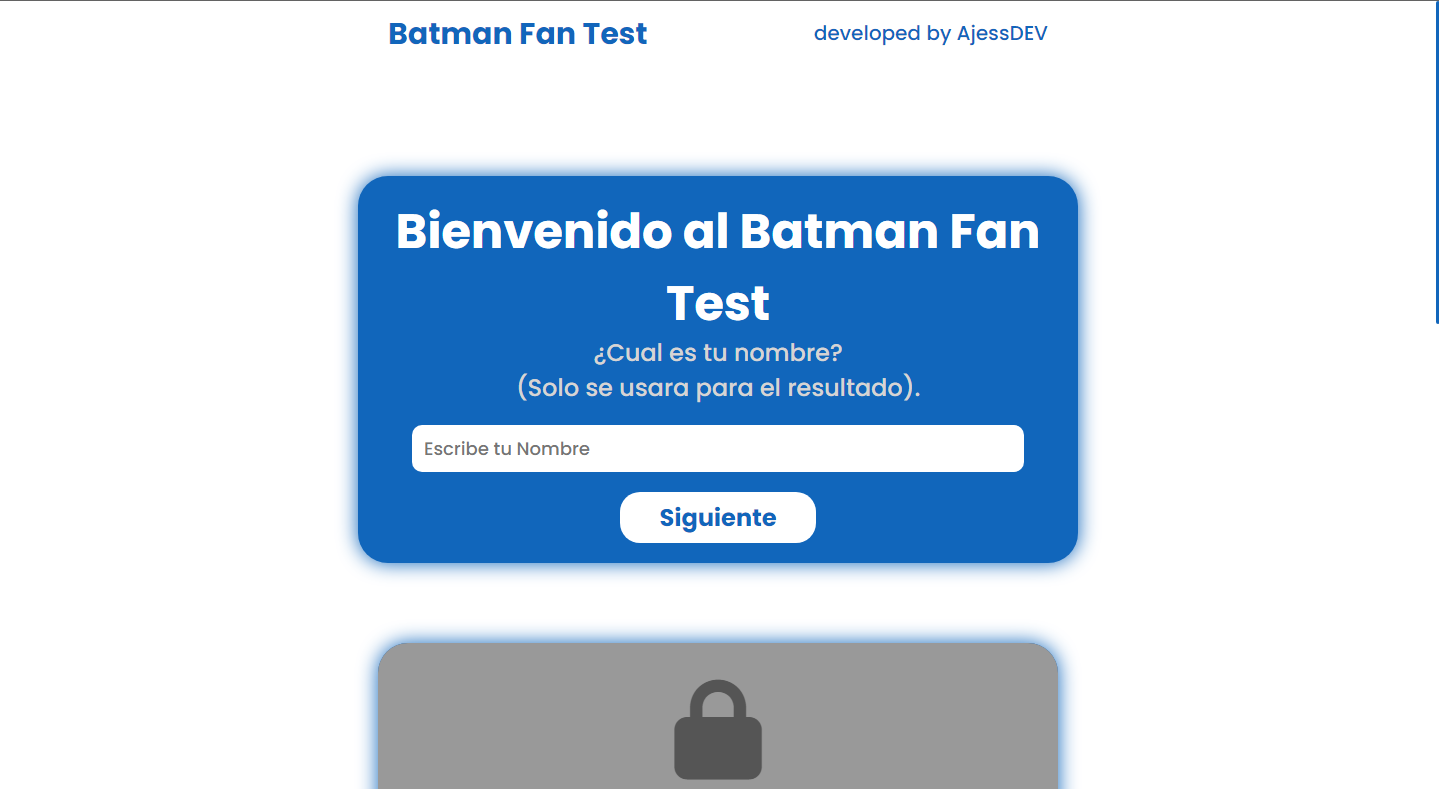 Batman Fan Test
developed by AjessDEV
Bienvenido al Batman Fan
Test
¿Cual es tu nombre?
(Solo se usara para el resultado).
Escribe tu Nombre
Siguiente